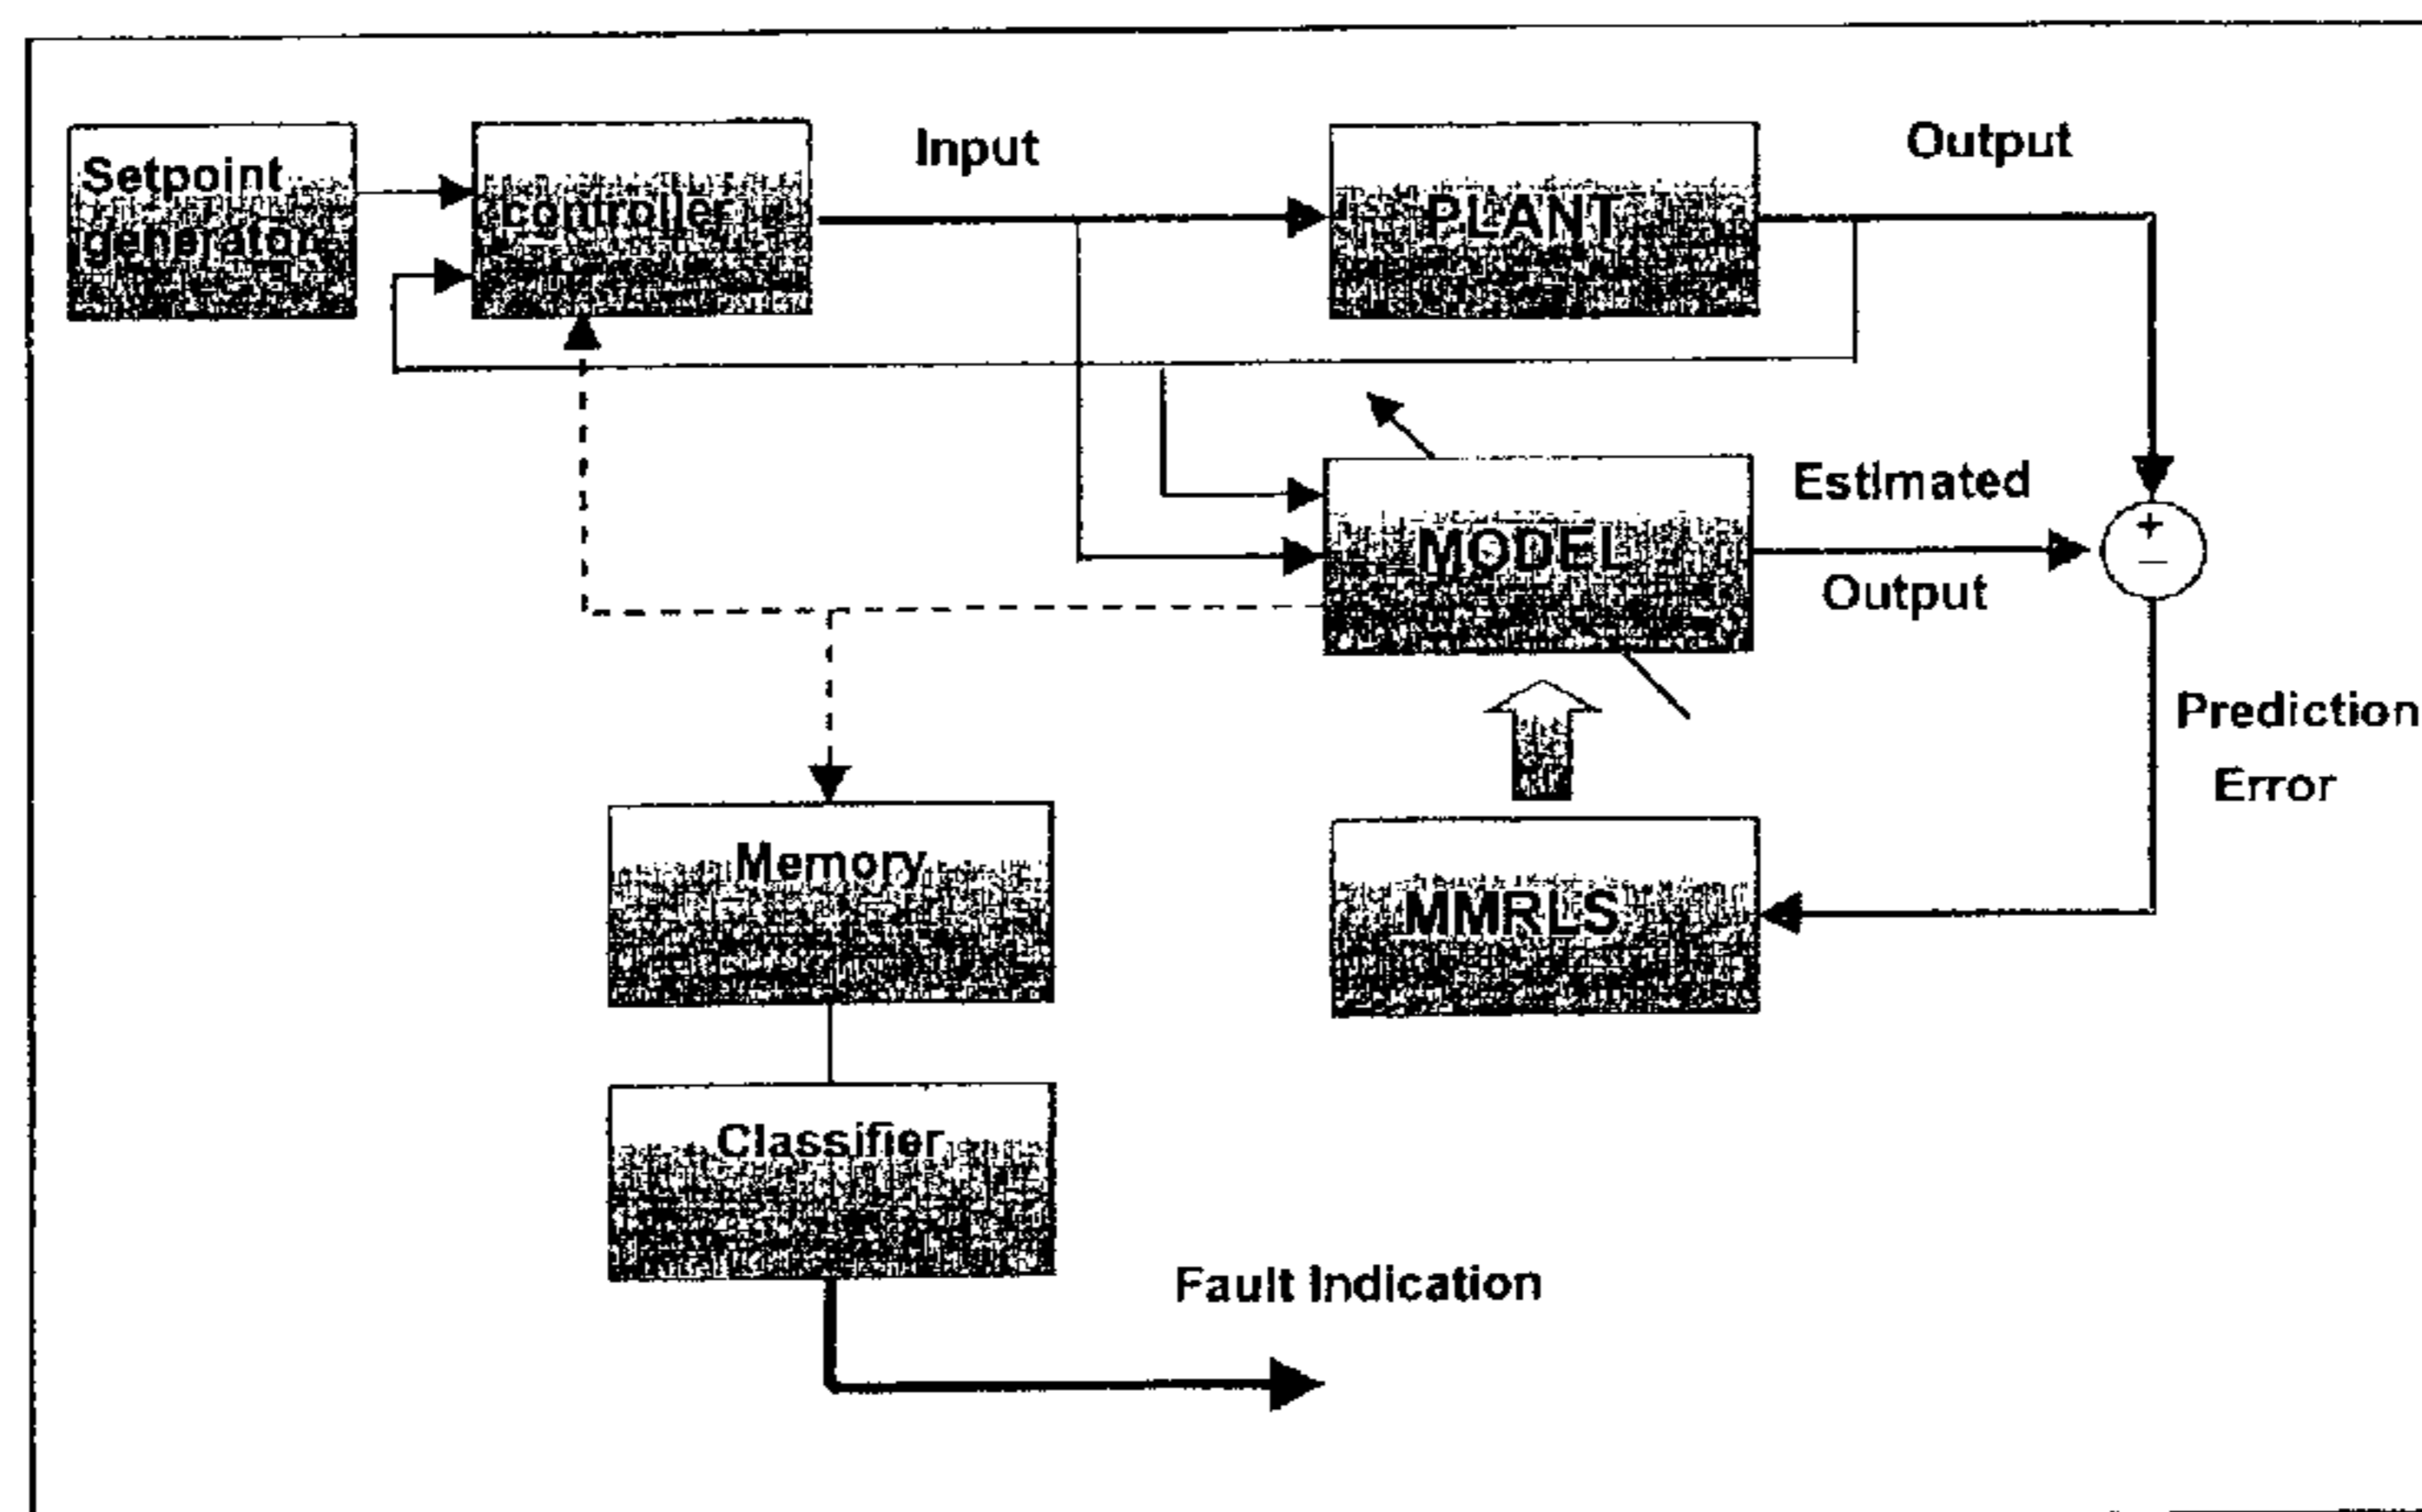 Setpoint
generator
controller
Input
PLANT
Output
MODEL
Estimated
Output
+
−
Prediction
Error
Memory
MMRLS
Classifier
Fault Indication